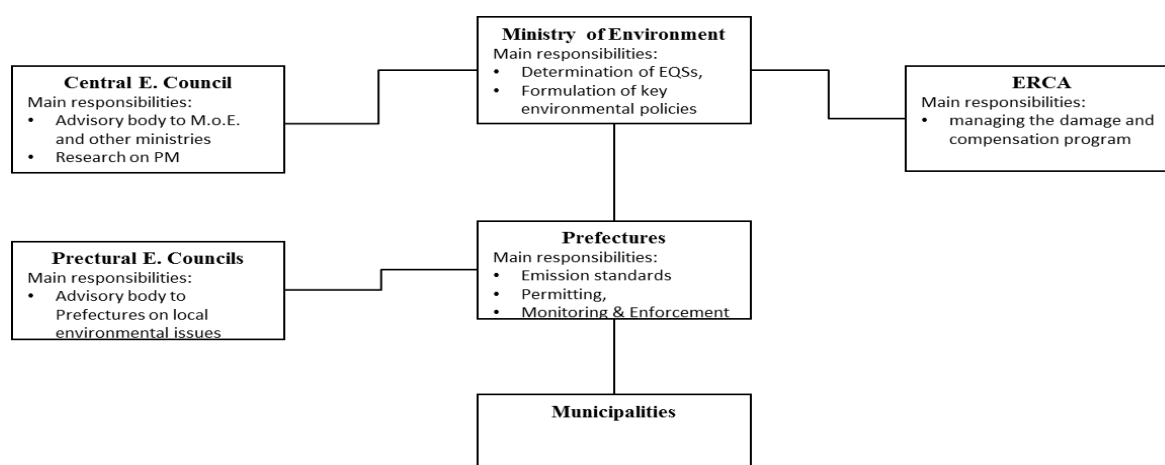 Ministry of Environment
Main responsibilities:
• Determination of EQSs,
• Formulation of key
environmental policies
Central E. Council
Main responsibilities:
• Advisory body to M.o.E.
and other ministries
• Research on PM
ERCA
Main responsibilities:
• managing the damage and
compensation program
Prefectures
Main responsibilities:
• Emission standards
• Permitting,
• Monitoring & Enforcement
Prectural E. Councils
Main responsibilities:
• Advisory body to
Prefectures on local
environmental issues
Municipalities